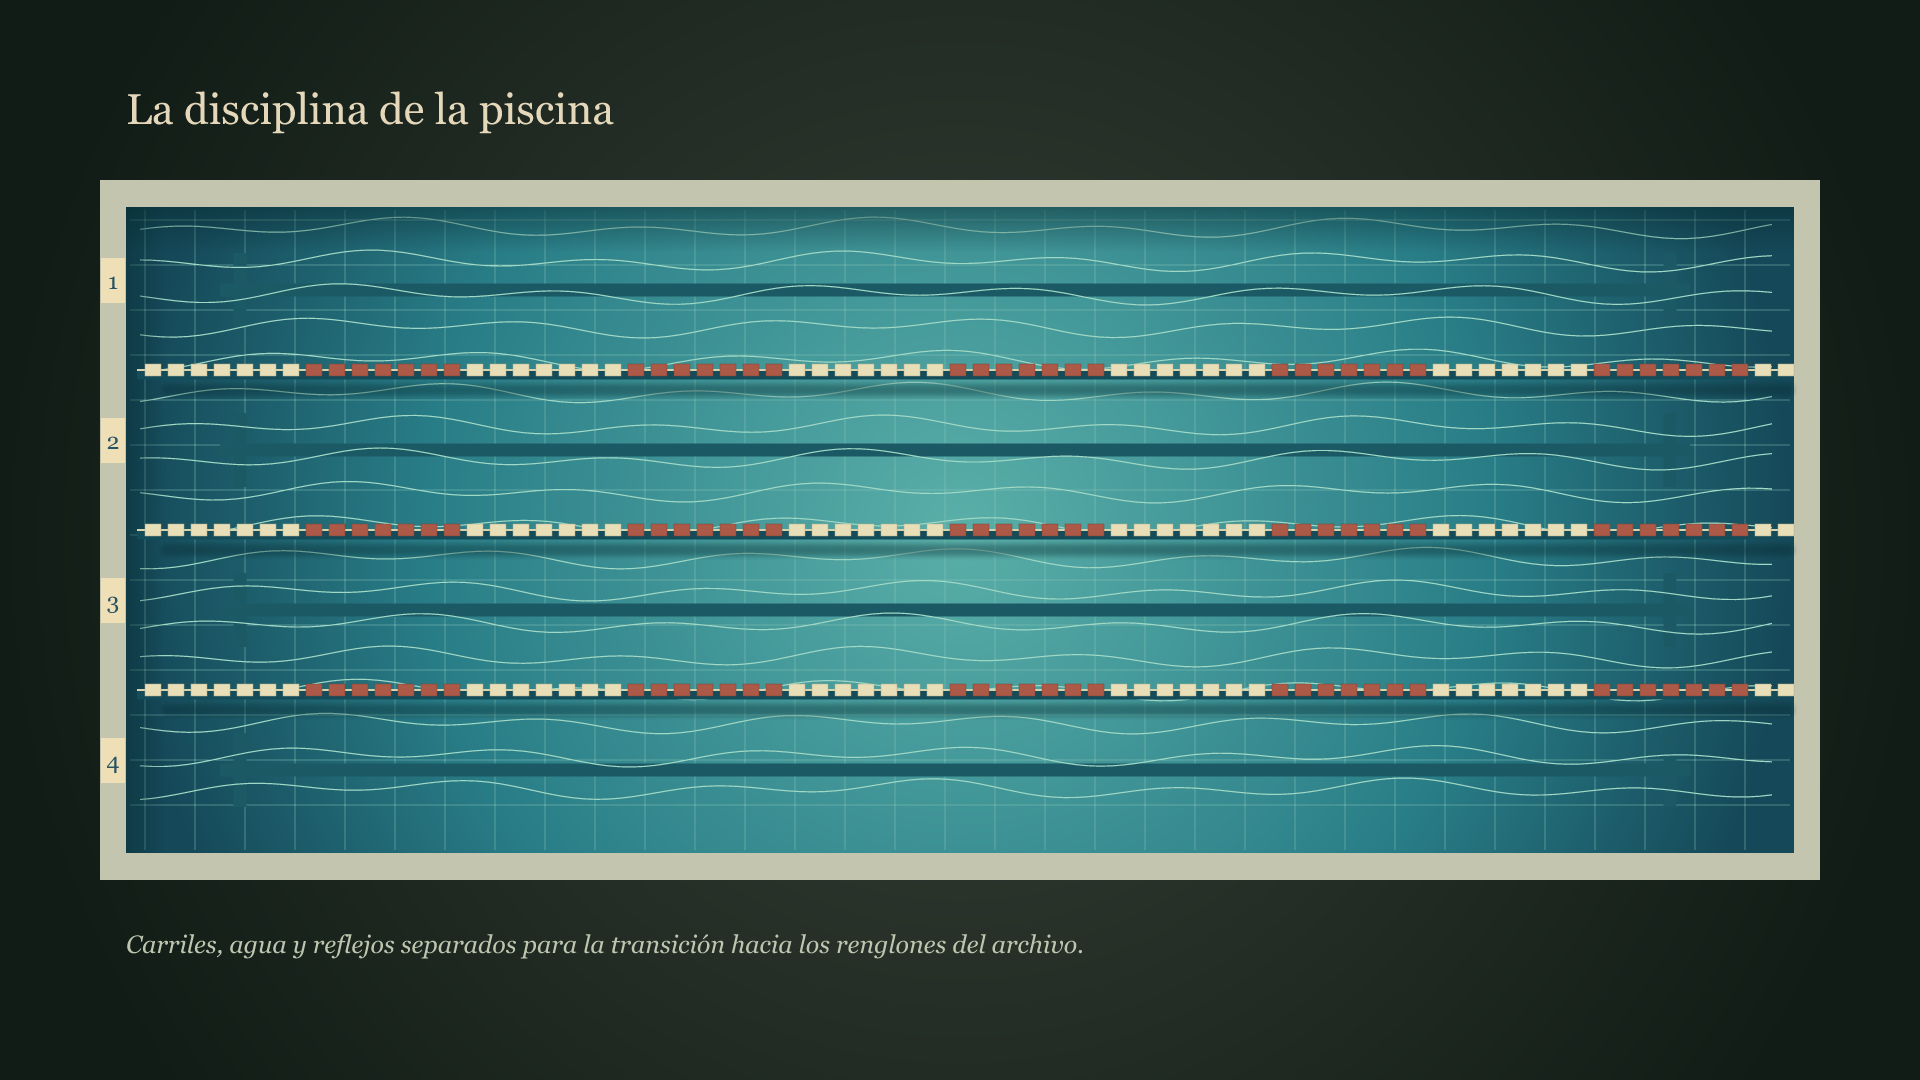 La disciplina de la piscina
1
2
3
4
Carriles, agua y reflejos separados para la transición hacia los renglones del archivo.